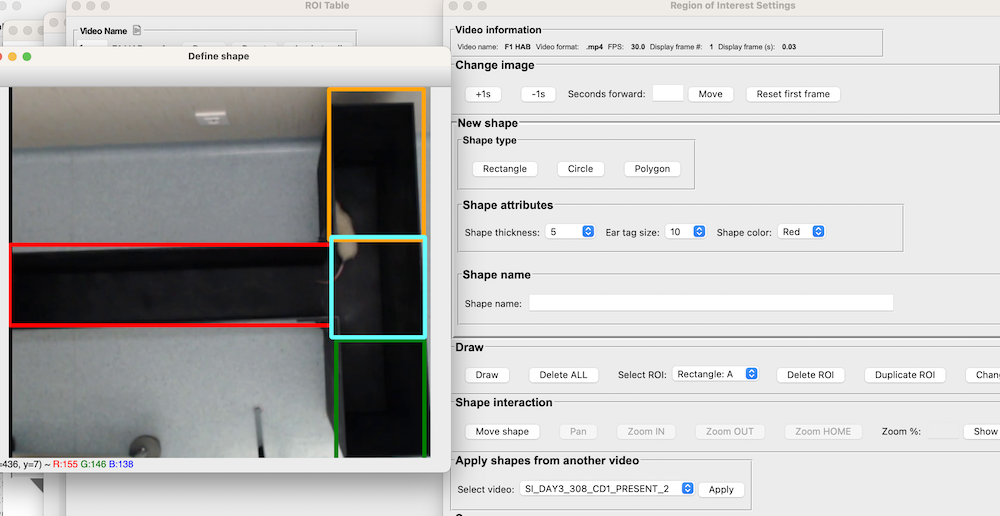 ROI Table
Region of Interest Settings
Video Name
Define shape
Video information
Video name: F1 HAB Video format: .mp4 FPS: 30.0 Display frame #: 1 Display frame (s): 0.03
Change image
+1s -1s Seconds forward: Move Reset first frame
New shape
Shape type
Rectangle Circle Polygon
Shape attributes
Shape thickness: 5 Ear tag size: 10 Shape color: Red
Shape name
Shape name:
Draw
Draw Delete ALL Select ROI: Rectangle: A Delete ROI Duplicate ROI Chan
Shape interaction
Move shape Pan Zoom IN Zoom OUT Zoom HOME Zoom %: Show
Apply shapes from another video
Select video: SI_DAY3_308_CD1_PRESENT_2 Apply
=436, y=7) ~ R:155 G:146 B:138